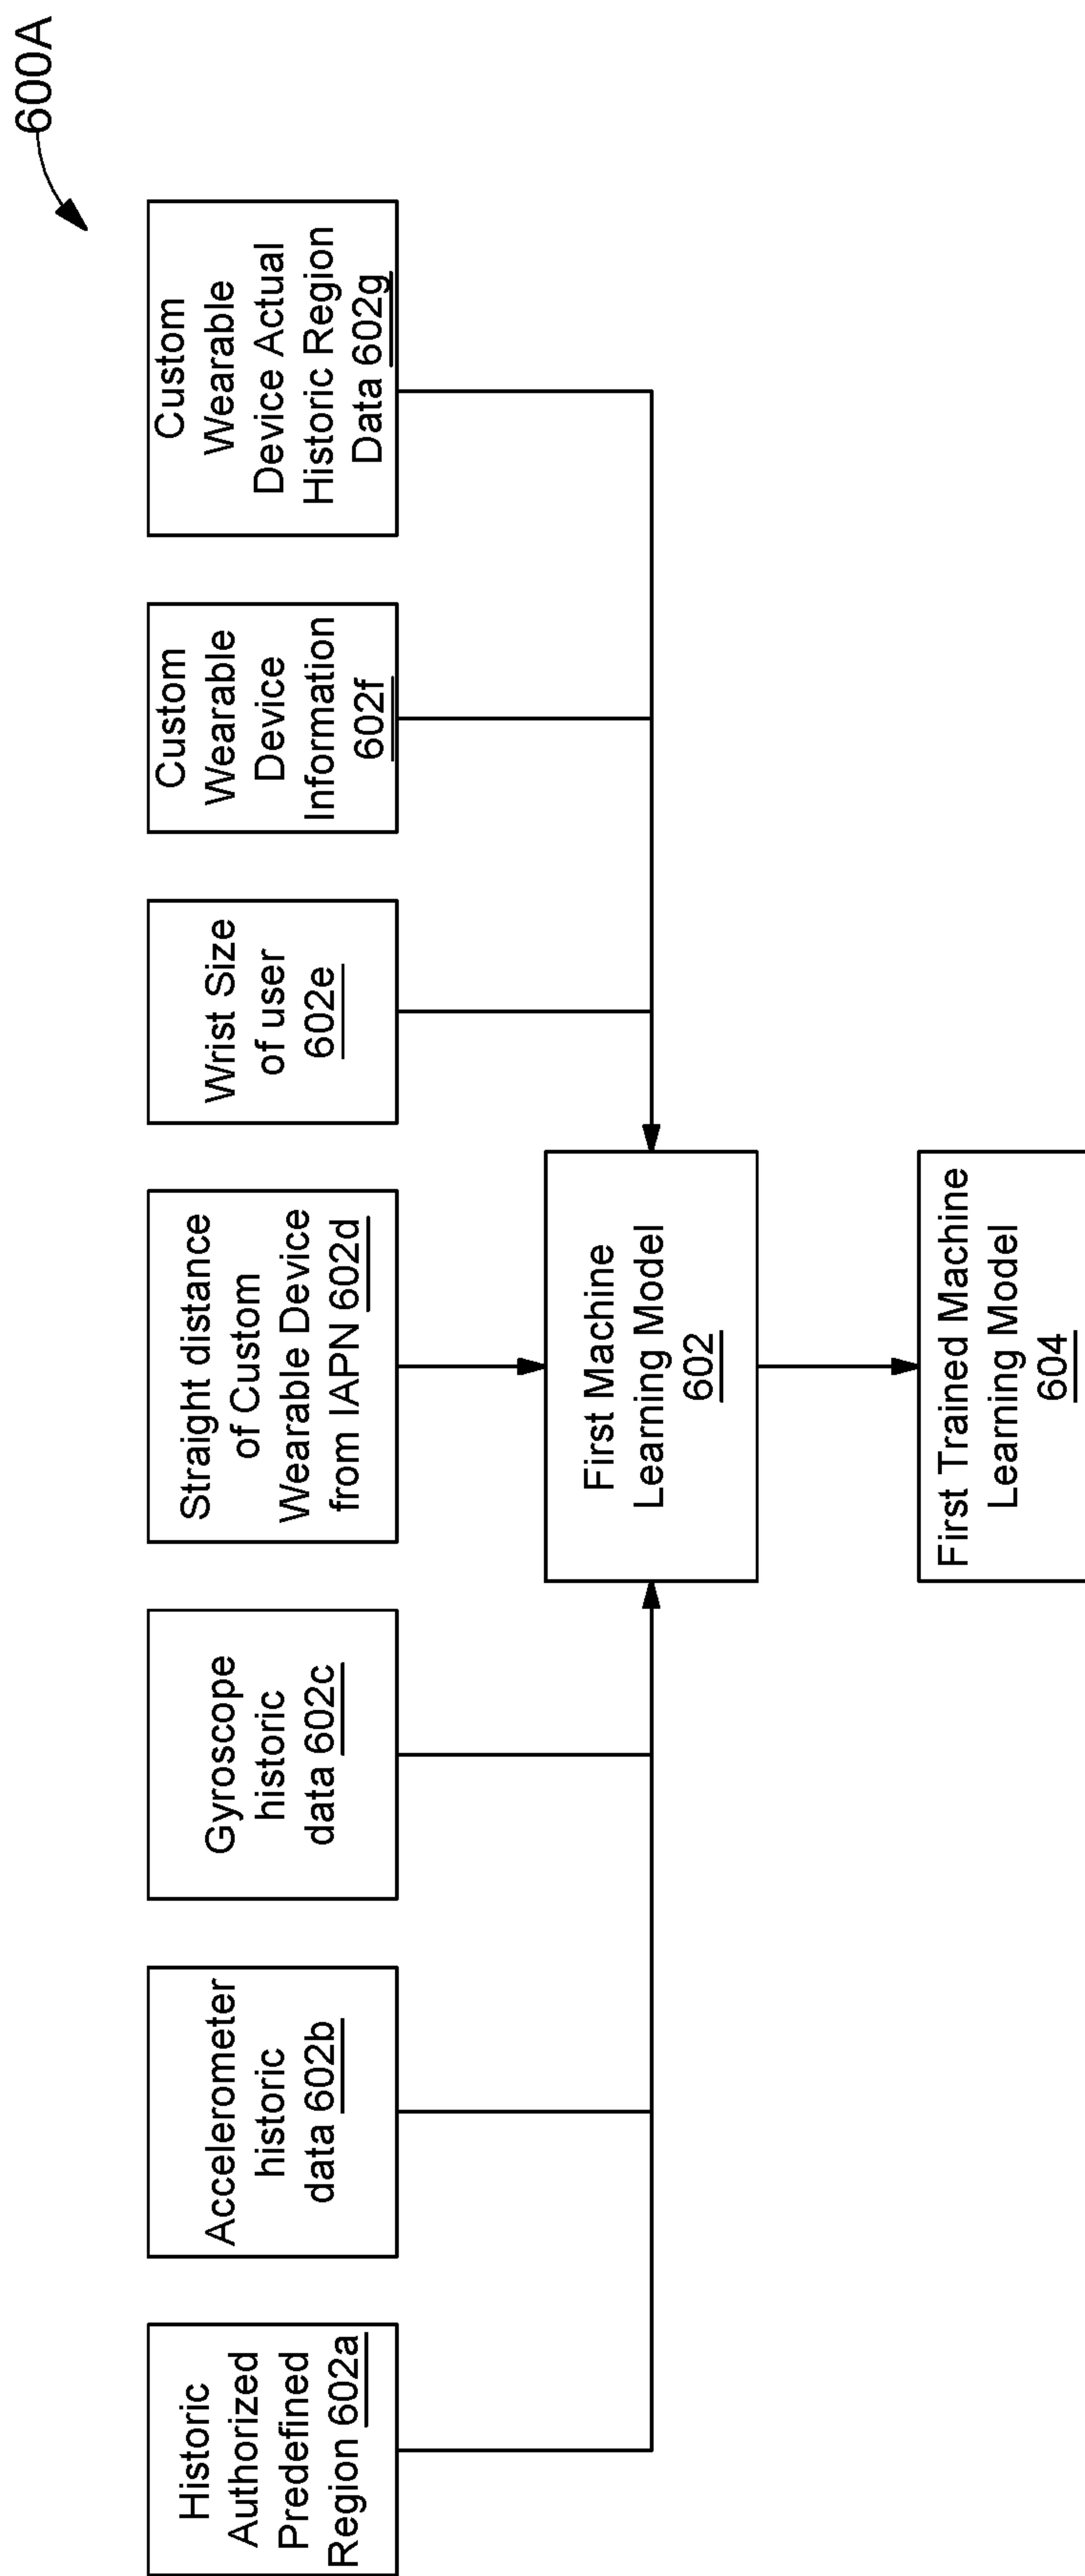 600A
Historic
Authorized
Predefined
Region 602a
Accelerometer
historic
data 602b
Gyroscope
historic
data 602c
Straight distance
of Custom
Wearable Device
from IAPN 602d
Wrist Size
of user
602e
Custom
Wearable
Device
Information
602f
Custom
Wearable
Device Actual
Historic Region
Data 602g
First Machine
Learning Model
602
First Trained Machine
Learning Model
604